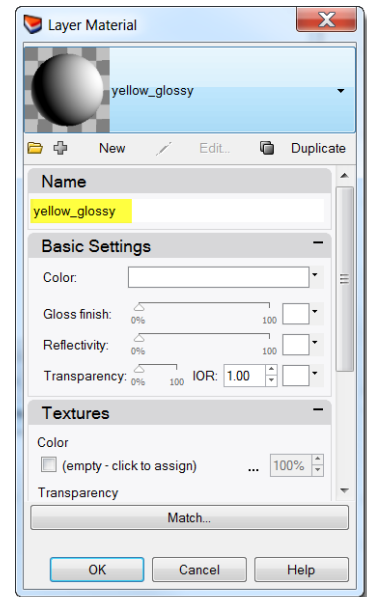 Layer Material
yellow_glossy
New Edit... Duplicate
Name
yellow_glossy
Basic Settings
Color:
Gloss finish: 0% 100
Reflectivity: 0% 100
Transparency: 0% 100 IOR: 1.00
Textures
Color
(empty - click to assign) ... 100%
Transparency
Match...
OK Cancel Help